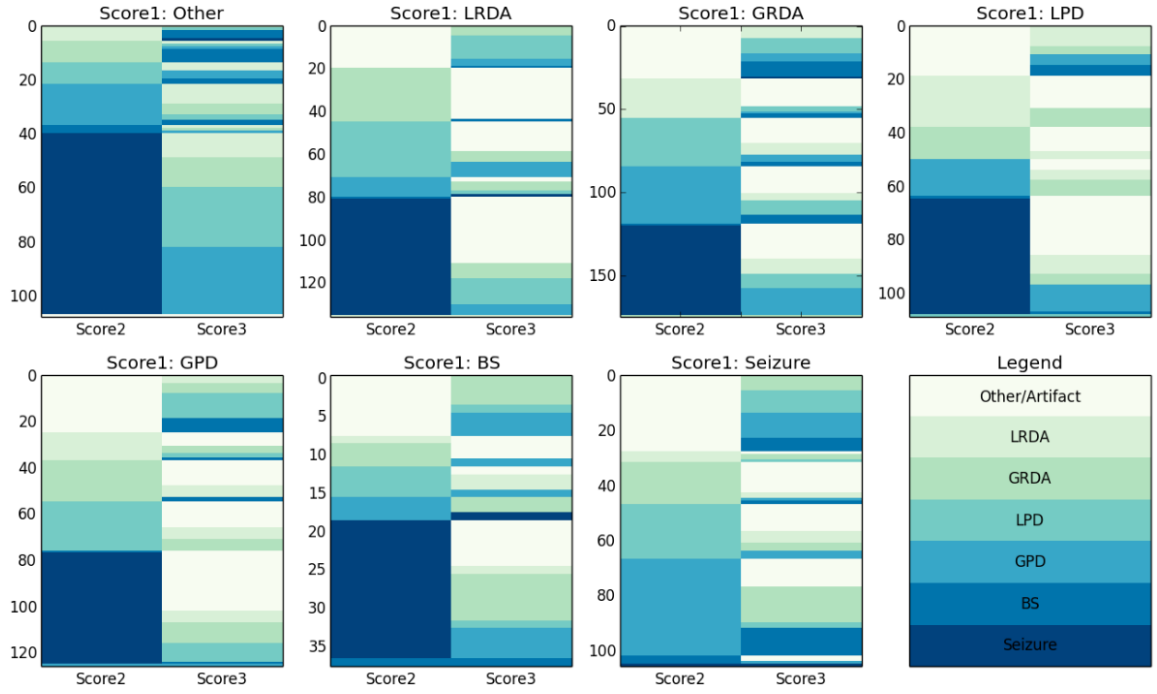 Score1: Other
0
20
40
60
80
100
Score2 Score3
Score1: LRDA
0
20
40
60
80
100
120
Score2 Score3
Score1: GRDA
0
50
100
150
Score2 Score3
Score1: LPD
0
20
40
60
80
100
Score2 Score3
Score1: GPD
0
20
40
60
80
100
120
Score2 Score3
Score1: BS
0
5
10
15
20
25
30
35
Score2 Score3
Score1: Seizure
0
20
40
60
80
100
Score2 Score3
Legend
Other/Artifact
LRDA
GRDA
LPD
GPD
BS
Seizure